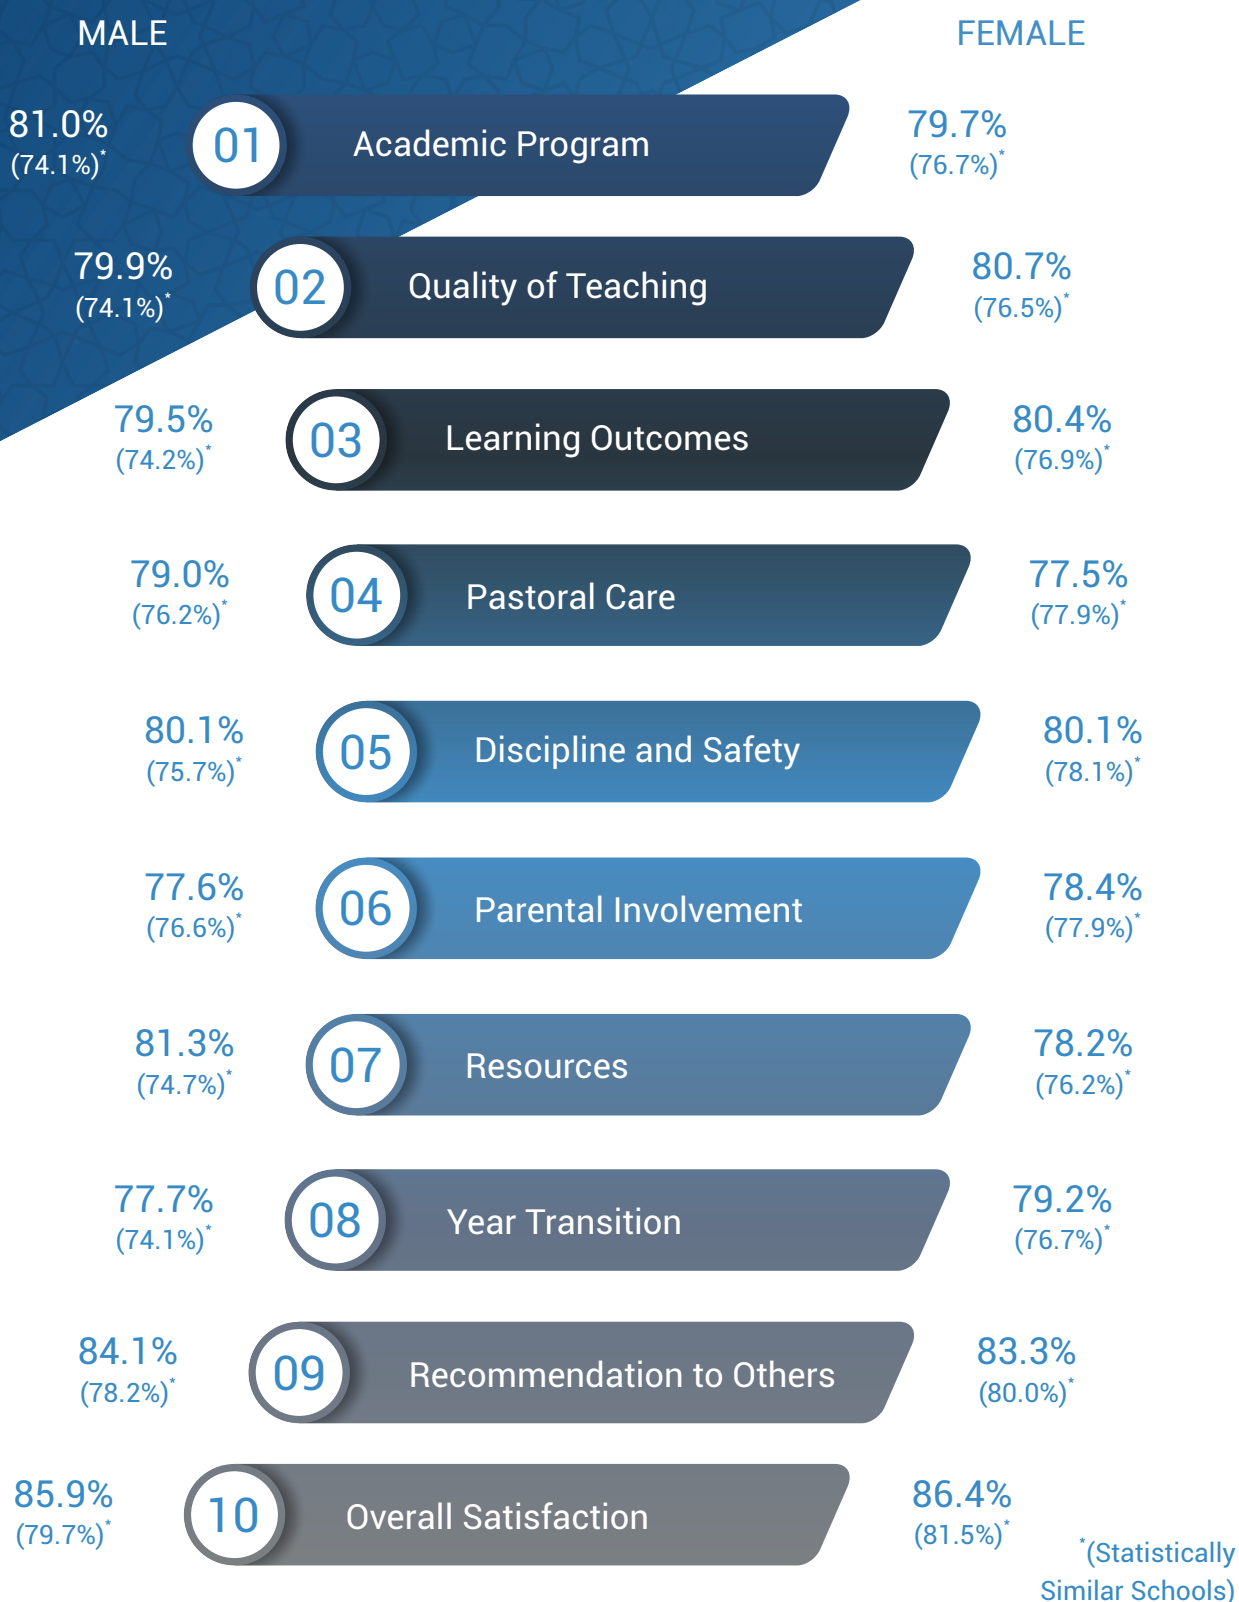 MALE FEMALE
81.0% 01 Academic Program 79.7%
(74.1%)* (76.7%)*
79.9% 02 Quality of Teaching 80.7%
(74.1%)* (76.5%)*
79.5% 03 Learning Outcomes 80.4%
(74.2%)* (76.9%)*
79.0% 04 Pastoral Care 77.5%
(76.2%)* (77.9%)*
80.1% 05 Discipline and Safety 80.1%
(75.7%)* (78.1%)*
77.6% 06 Parental Involvement 78.4%
(76.6%)* (77.9%)*
81.3% 07 Resources 78.2%
(74.7%)* (76.2%)*
77.7% 08 Year Transition 79.2%
(74.1%)* (76.7%)*
84.1% 09 Recommendation to Others 83.3%
(78.2%)* (80.0%)*
85.9% 10 Overall Satisfaction 86.4%
(79.7%)* (81.5%)*
*(Statistically
Similar Schools)